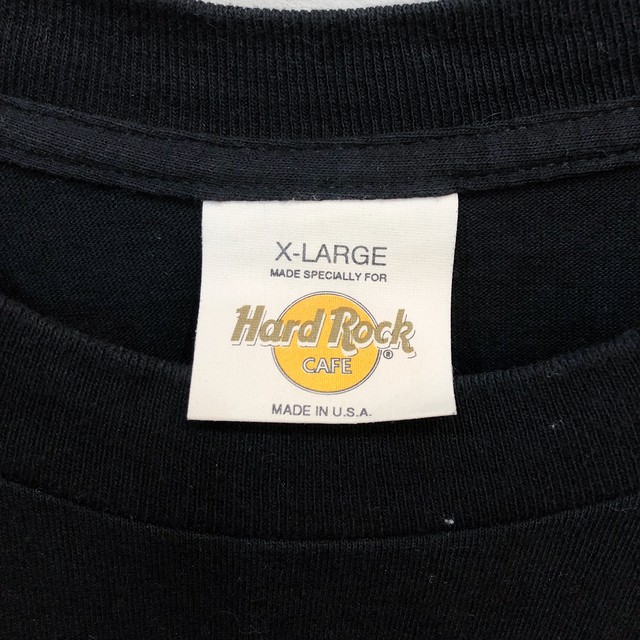 X-LARGE
MADE SPECIALLY FOR
Hard Rock
CAFE ®
MADE IN U.S.A.